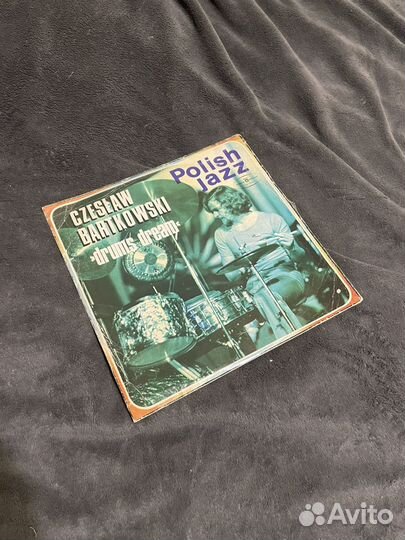 Polish
jazz
CZESŁAW
BARTKOWSKI
»drums dream«
Avito